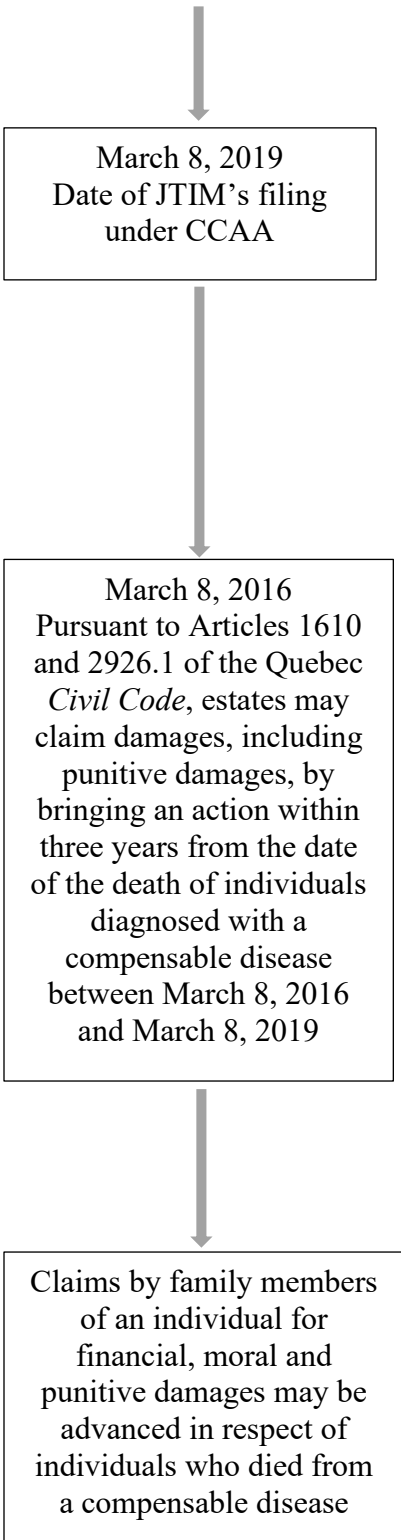 March 8, 2019
Date of JTIM’s filing
under CCAA
March 8, 2016
Pursuant to Articles 1610
and 2926.1 of the Quebec
Civil Code, estates may
claim damages, including
punitive damages, by
bringing an action within
three years from the date
of the death of individuals
diagnosed with a
compensable disease
between March 8, 2016
and March 8, 2019
Claims by family members
of an individual for
financial, moral and
punitive damages may be
advanced in respect of
individuals who died from
a compensable disease